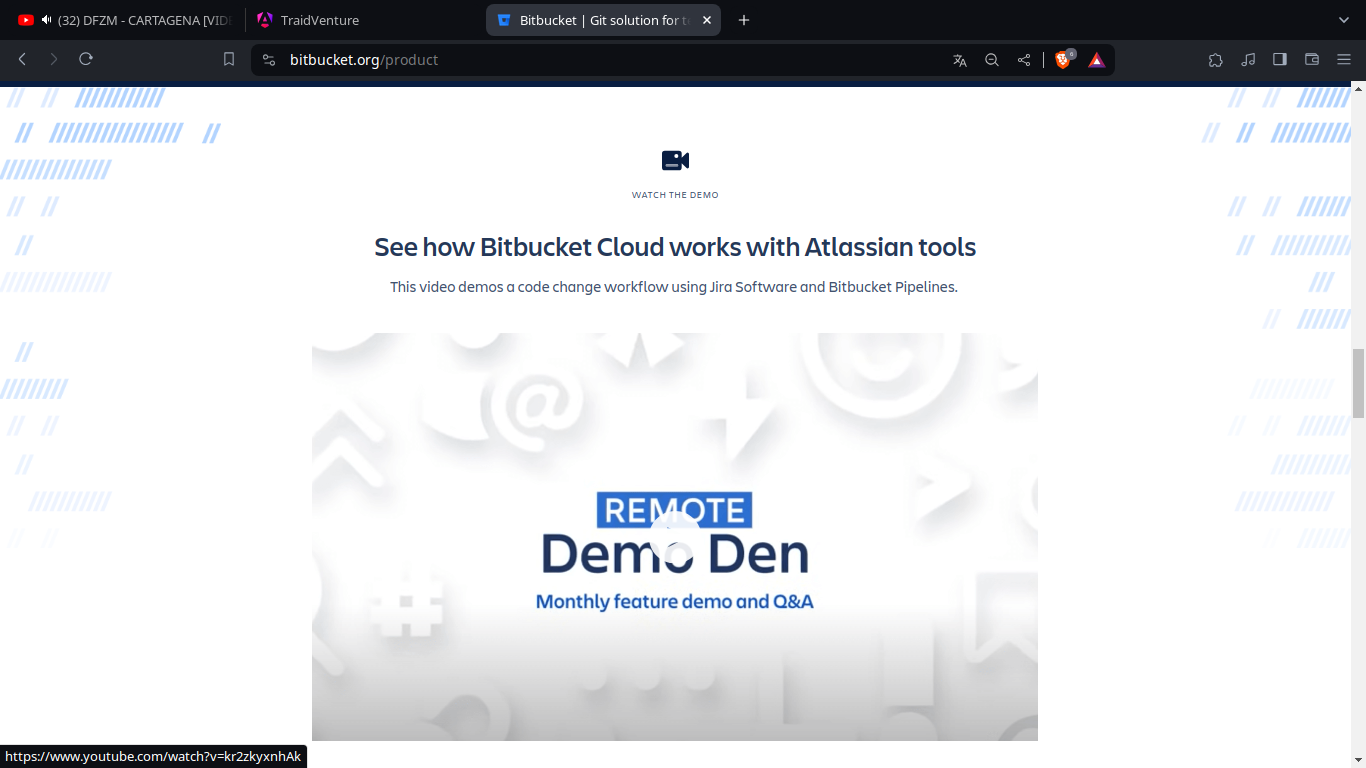 (32) DFZM - CARTAGENA [VID
TraidVenture
Bitbucket | Git solution for t
bitbucket.org/product
6
WATCH THE DEMO
See how Bitbucket Cloud works with Atlassian tools
This video demos a code change workflow using Jira Software and Bitbucket Pipelines.
REMOTE
Demo Den
Monthly feature demo and Q&A
https://www.youtube.com/watch?v=kr2zkyxnhAk